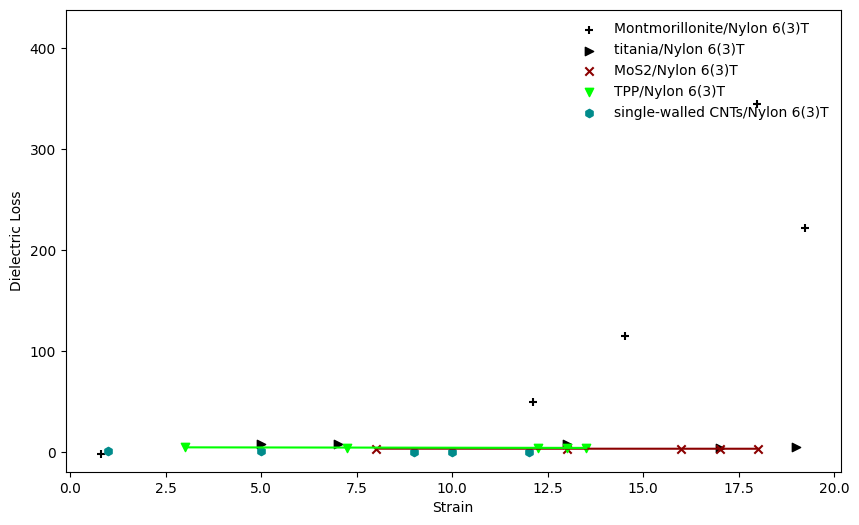 Montmorillonite/Nylon 6(3)T
titania/Nylon 6(3)T
MoS2/Nylon 6(3)T
TPP/Nylon 6(3)T
single-walled CNTs/Nylon 6(3)T
400
300
200
100
0
Dielectric Loss
0.0 2.5 5.0 7.5 10.0 12.5 15.0 17.5 20.0
Strain